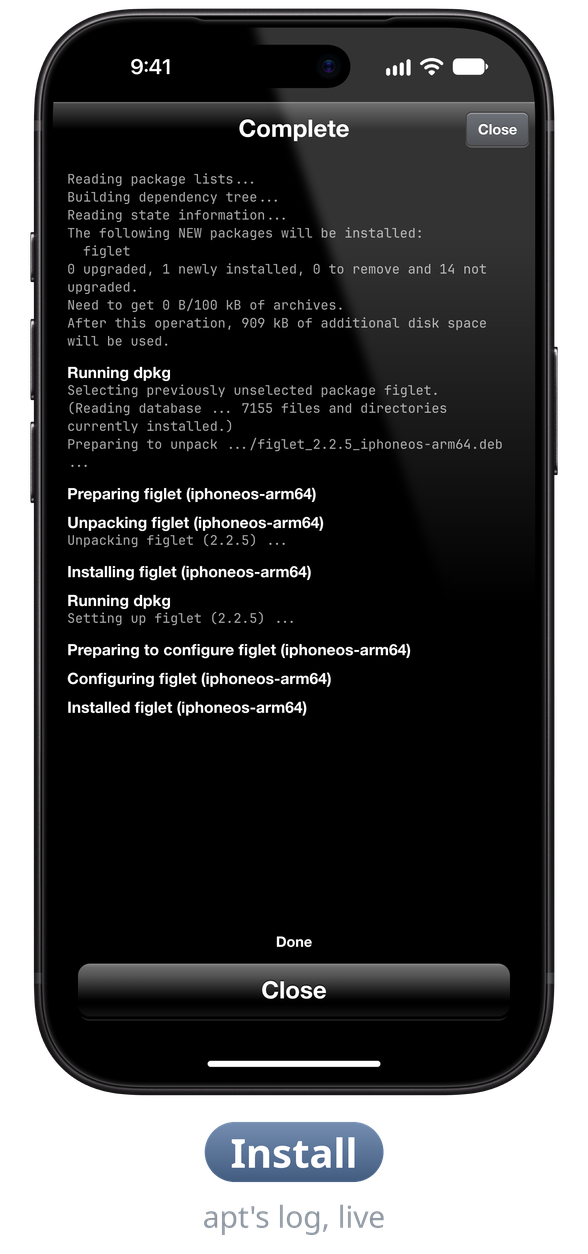 9:41
Complete
Close
Reading package lists...
Building dependency tree...
Reading state information...
The following NEW packages will be installed:
  figlet
0 upgraded, 1 newly installed, 0 to remove and 14 not
upgraded.
Need to get 0 B/100 kB of archives.
After this operation, 909 kB of additional disk space
will be used.
Running dpkg
Selecting previously unselected package figlet.
(Reading database ... 7155 files and directories
currently installed.)
Preparing to unpack .../figlet_2.2.5_iphoneos-arm64.deb
...
Preparing figlet (iphoneos-arm64)
Unpacking figlet (iphoneos-arm64)
Unpacking figlet (2.2.5) ...
Installing figlet (iphoneos-arm64)
Running dpkg
Setting up figlet (2.2.5) ...
Preparing to configure figlet (iphoneos-arm64)
Configuring figlet (iphoneos-arm64)
Installed figlet (iphoneos-arm64)
Done
Close
Install
apt's log, live